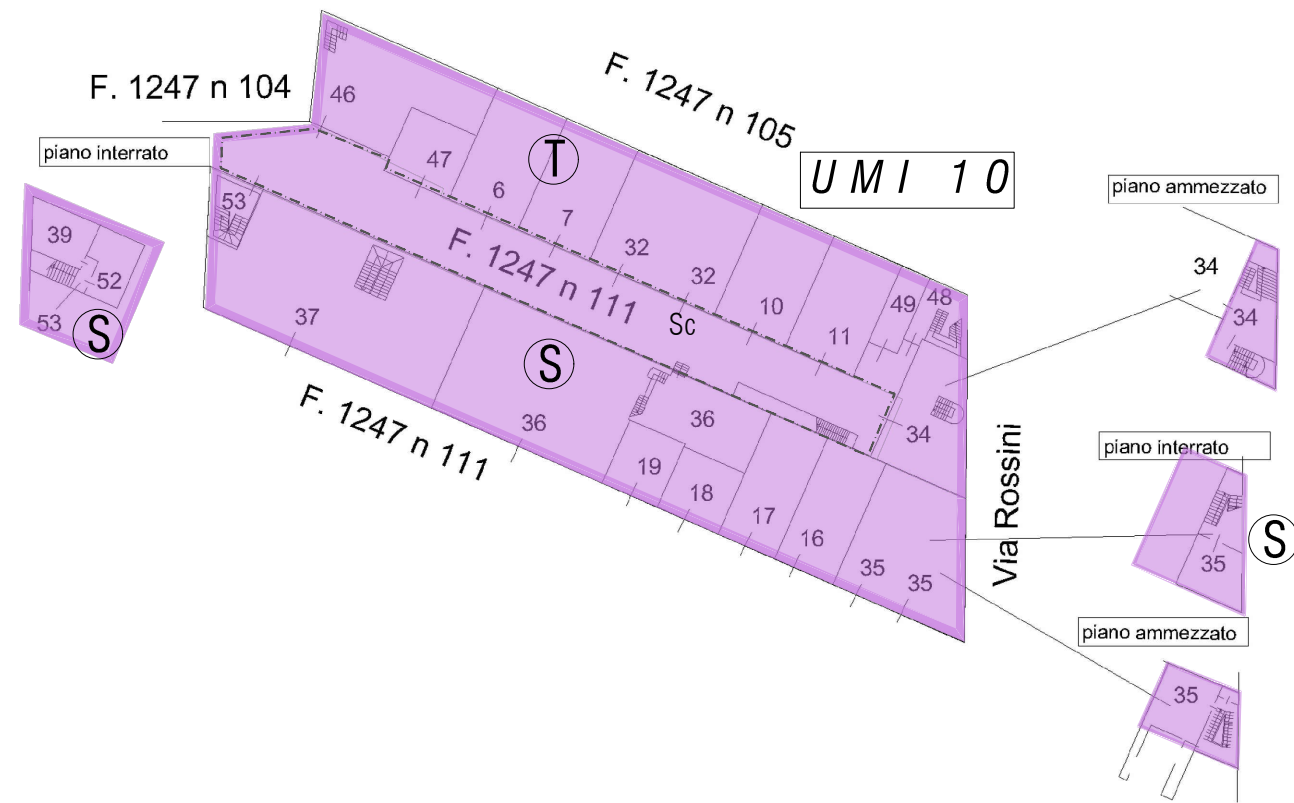 F. 1247 n 104
F. 1247 n 105
UMI 10
piano interrato
piano ammezzato
46
47
T
6
7
32
32
10
11
49
48
34
34
34
53
39
52
53
S
F. 1247 n 111
Sc
37
S
36
36
19
18
17
16
35
35
F. 1247 n 111
Via Rossini
piano interrato
35
S
piano ammezzato
35